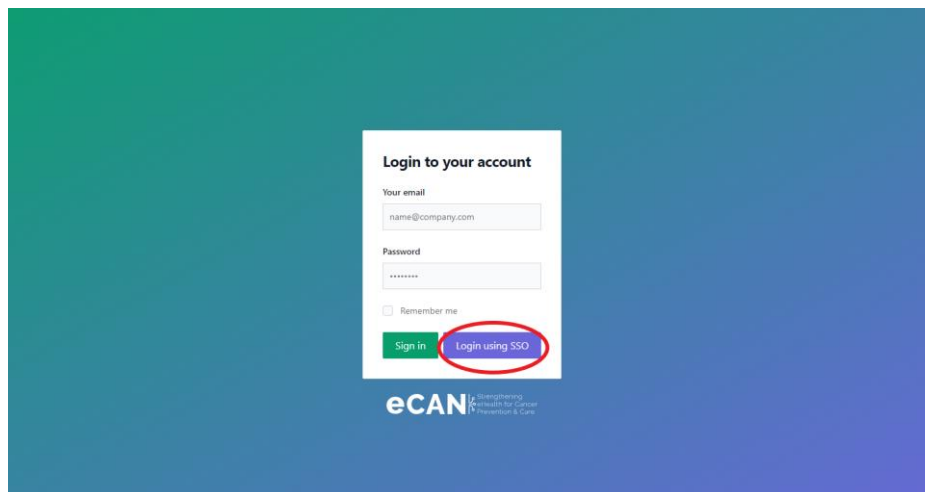 Login to your account
Your email
name@company.com
Password
Remember me
Sign in
Login using SSO
eCAN
Strengthering
eHealth for Cancer
Prevention & Care